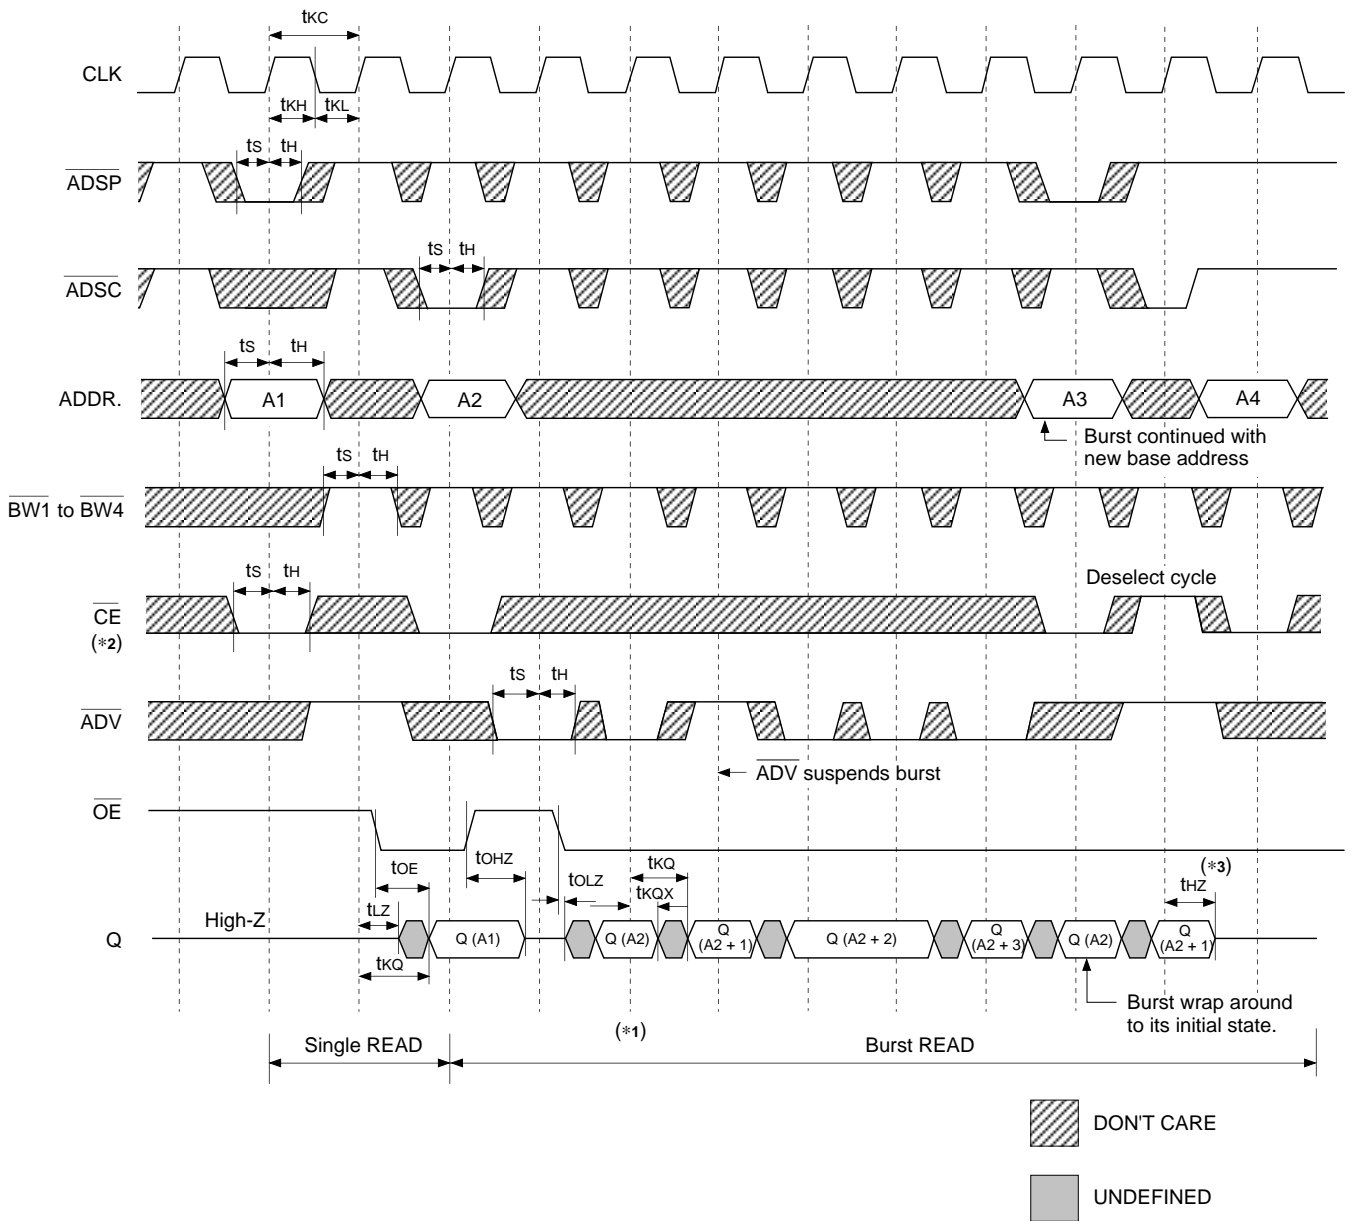 tKC
CLK
tKH tKL
tS tH
ADSP
tS tH
ADSC
tS tH
ADDR. A1 A2 A3 A4
Burst continued with
new base address
tS tH
BW1 to BW4
tS tH Deselect cycle
CE
(*2)
tS tH
ADV
ADV suspends burst
OE
tOE tOHZ tOLZ tKQ (*3)
tLZ tKQX tHZ
High-Z
Q Q (A1) Q (A2) Q (A2 + 1) Q (A2 + 2) Q (A2 + 3) Q (A2) Q (A2 + 1)
tKQ
Burst wrap around
to its initial state.
(*1)
Single READ Burst READ
DON'T CARE
UNDEFINED